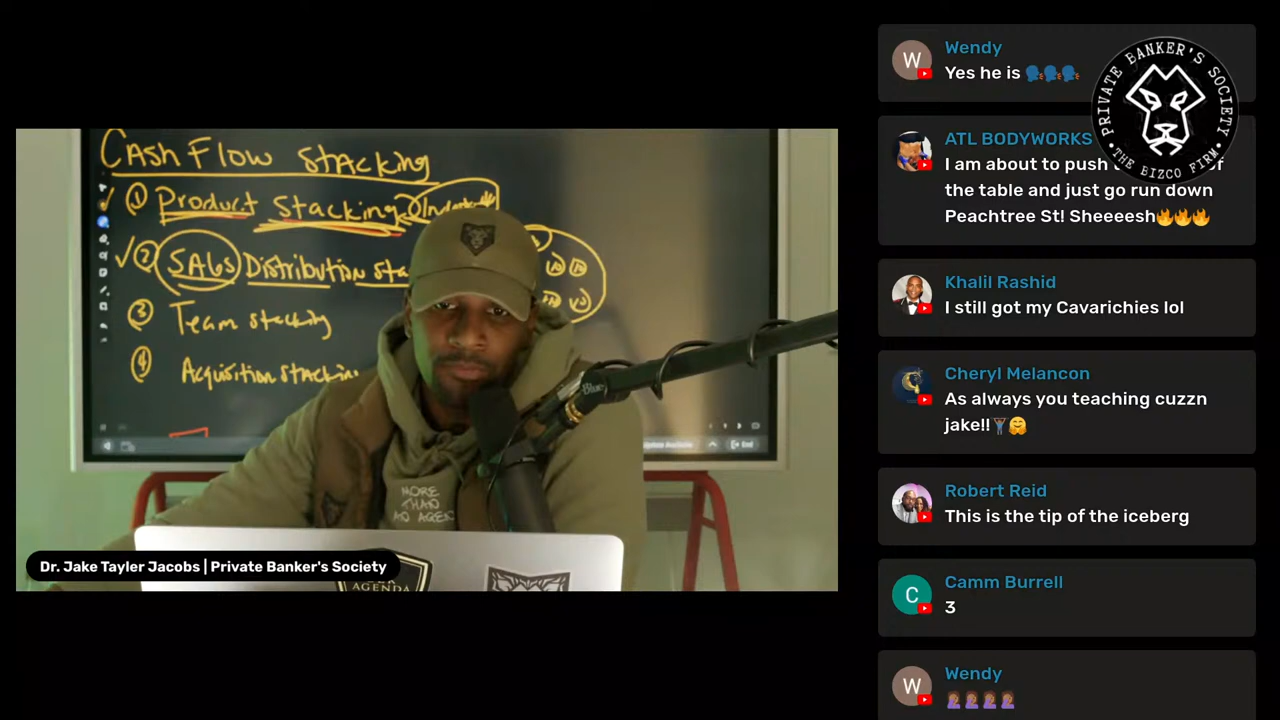 Cash Flow Stacking
① Product Stacking
② SALES Distribution
③ Team stacking
④ Acquisition stacking
End
MORE
THAN
AGENDA
Dr. Jake Tayler Jacobs | Private Banker's Society
PRIVATE BANKER'S SOCIETY
• THE BIZCO FIRM •
Wendy
Yes he is 🗣️🗣️🗣️
ATL BODYWORKS
I am about to push
the table and just go run down
Peachtree St! Sheeeesh🔥🔥🔥
Khalil Rashid
I still got my Cavarichies lol
Cheryl Melancon
As always you teaching cuzzn
jake!!🏋🏾‍♂️🤗
Robert Reid
This is the tip of the iceberg
Camm Burrell
3
Wendy
🤦🏾‍♀️🤦🏾‍♀️🤦🏾‍♀️🤦🏾‍♀️